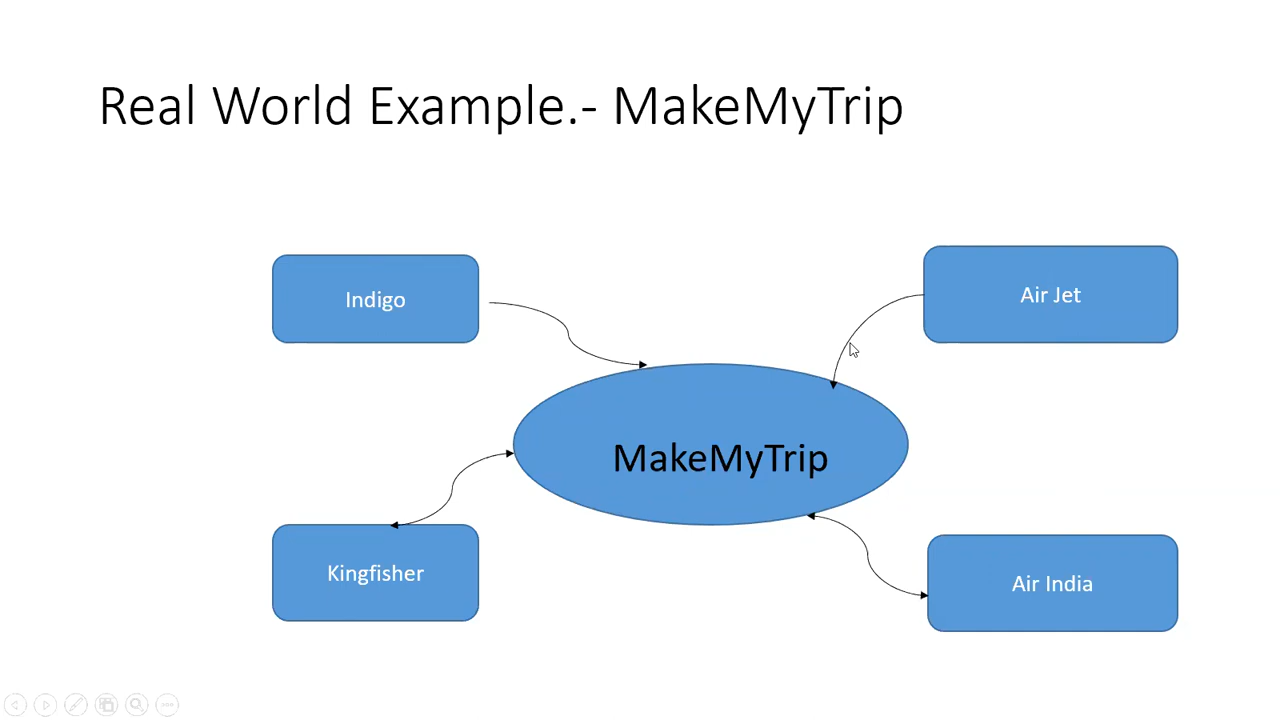 Real World Example.- MakeMyTrip
Indigo
Air Jet
MakeMyTrip
Kingfisher
Air India